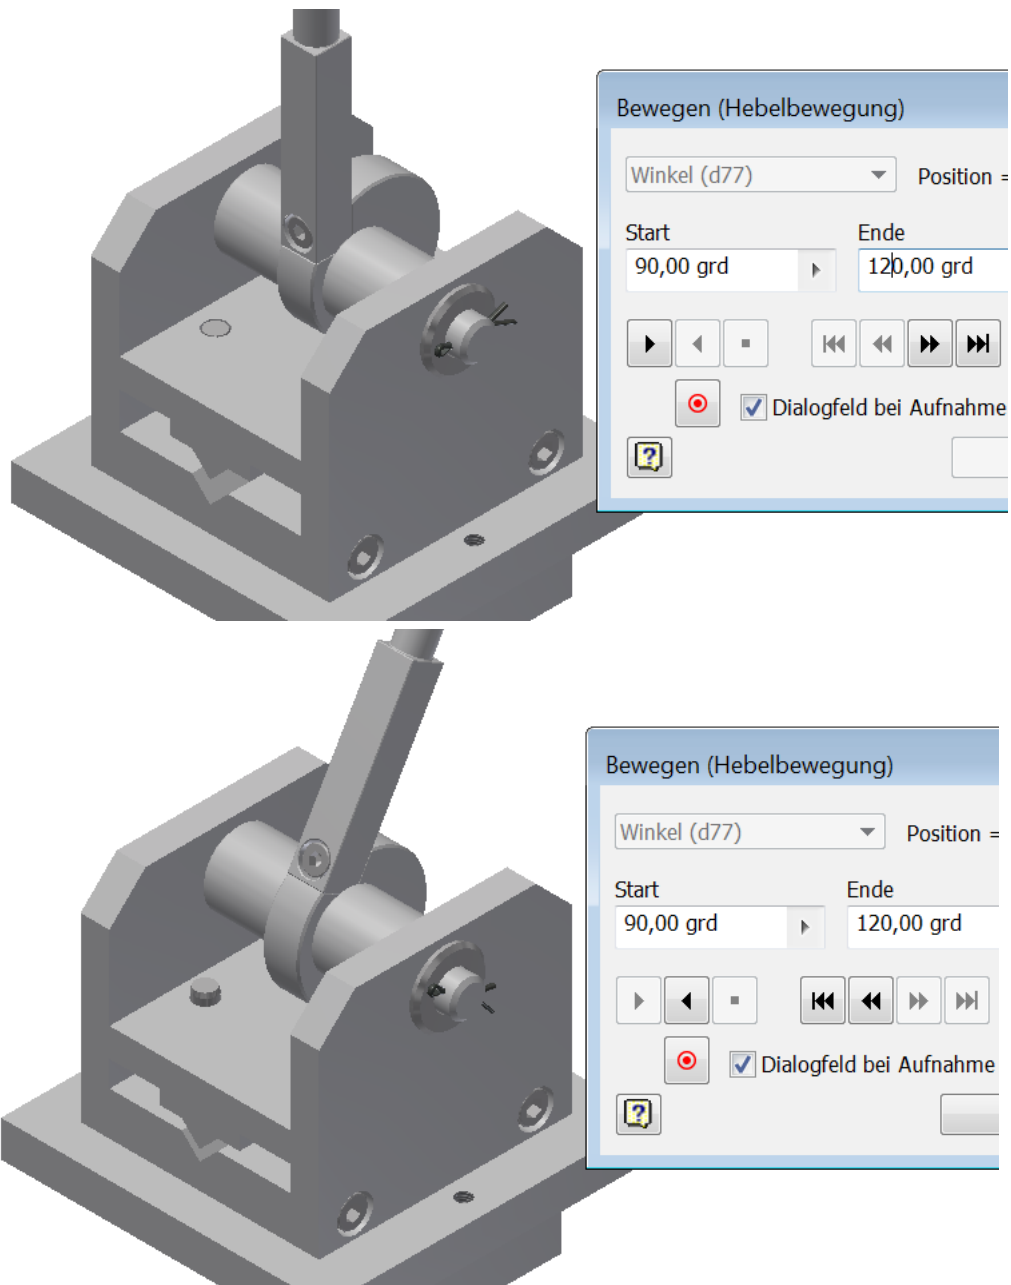 Bewegen (Hebelbewegung)
Winkel (d77) Position =
Start Ende
90,00 grd 120,00 grd
Dialogfeld bei Aufnahme
?
Bewegen (Hebelbewegung)
Winkel (d77) Position =
Start Ende
90,00 grd 120,00 grd
Dialogfeld bei Aufnahme
?